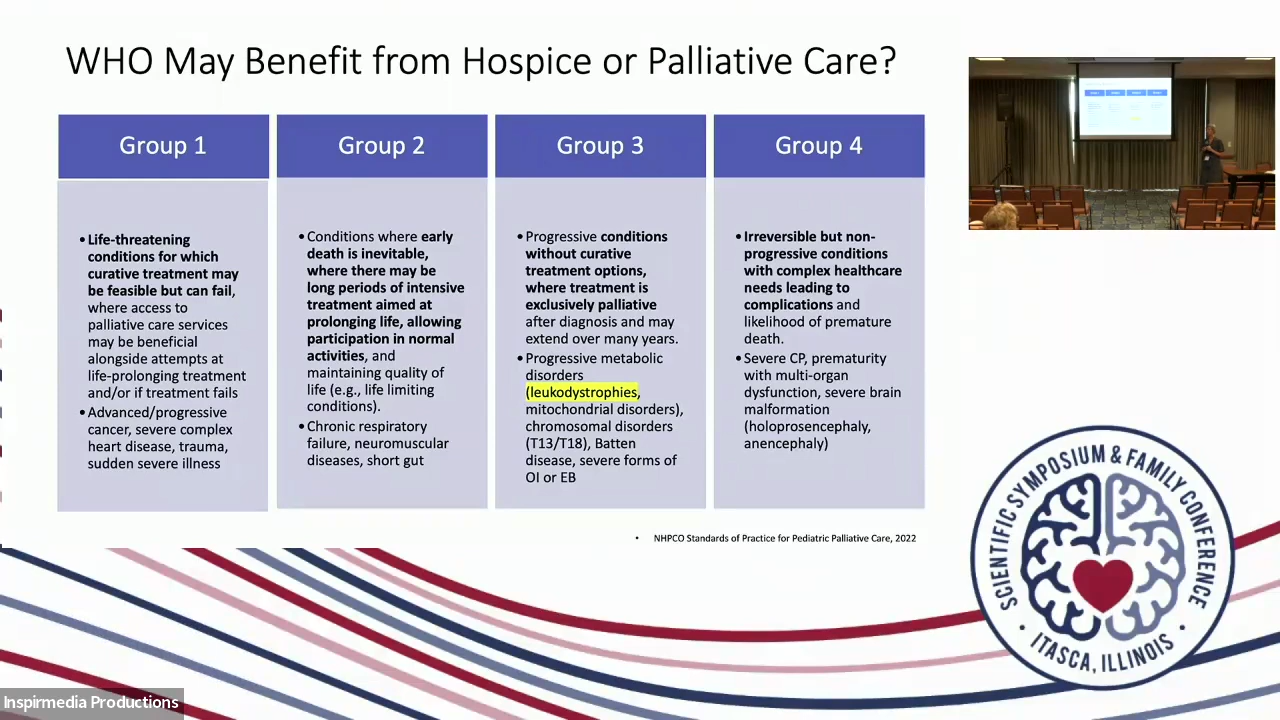 WHO May Benefit from Hospice or Palliative Care?
Group 1
•Life-threatening
conditions for which
curative treatment may
be feasible but can fail,
where access to
palliative care services
may be beneficial
alongside attempts at
life-prolonging treatment
and/or if treatment fails
•Advanced/progressive
cancer, severe complex
heart disease, trauma,
sudden severe illness
Group 2
•Conditions where early
death is inevitable,
where there may be
long periods of intensive
treatment aimed at
prolonging life, allowing
participation in normal
activities, and
maintaining quality of
life (e.g., life limiting
conditions).
•Chronic respiratory
failure, neuromuscular
diseases, short gut
Group 3
•Progressive conditions
without curative
treatment options,
where treatment is
exclusively palliative
after diagnosis and may
extend over many years.
•Progressive metabolic
disorders
(leukodystrophies,
mitochondrial disorders),
chromosomal disorders
(T13/T18), Batten
disease, severe forms of
OI or EB
Group 4
•Irreversible but non-
progressive conditions
with complex healthcare
needs leading to
complications and
likelihood of premature
death.
•Severe CP, prematurity
with multi-organ
dysfunction, severe brain
malformation
(holoprosencephaly,
anencephaly)
• NHPCO Standards of Practice for Pediatric Palliative Care, 2022
SCIENTIFIC SYMPOSIUM & FAMILY CONFERENCE
• ITASCA, ILLINOIS •
Inspirmedia Productions